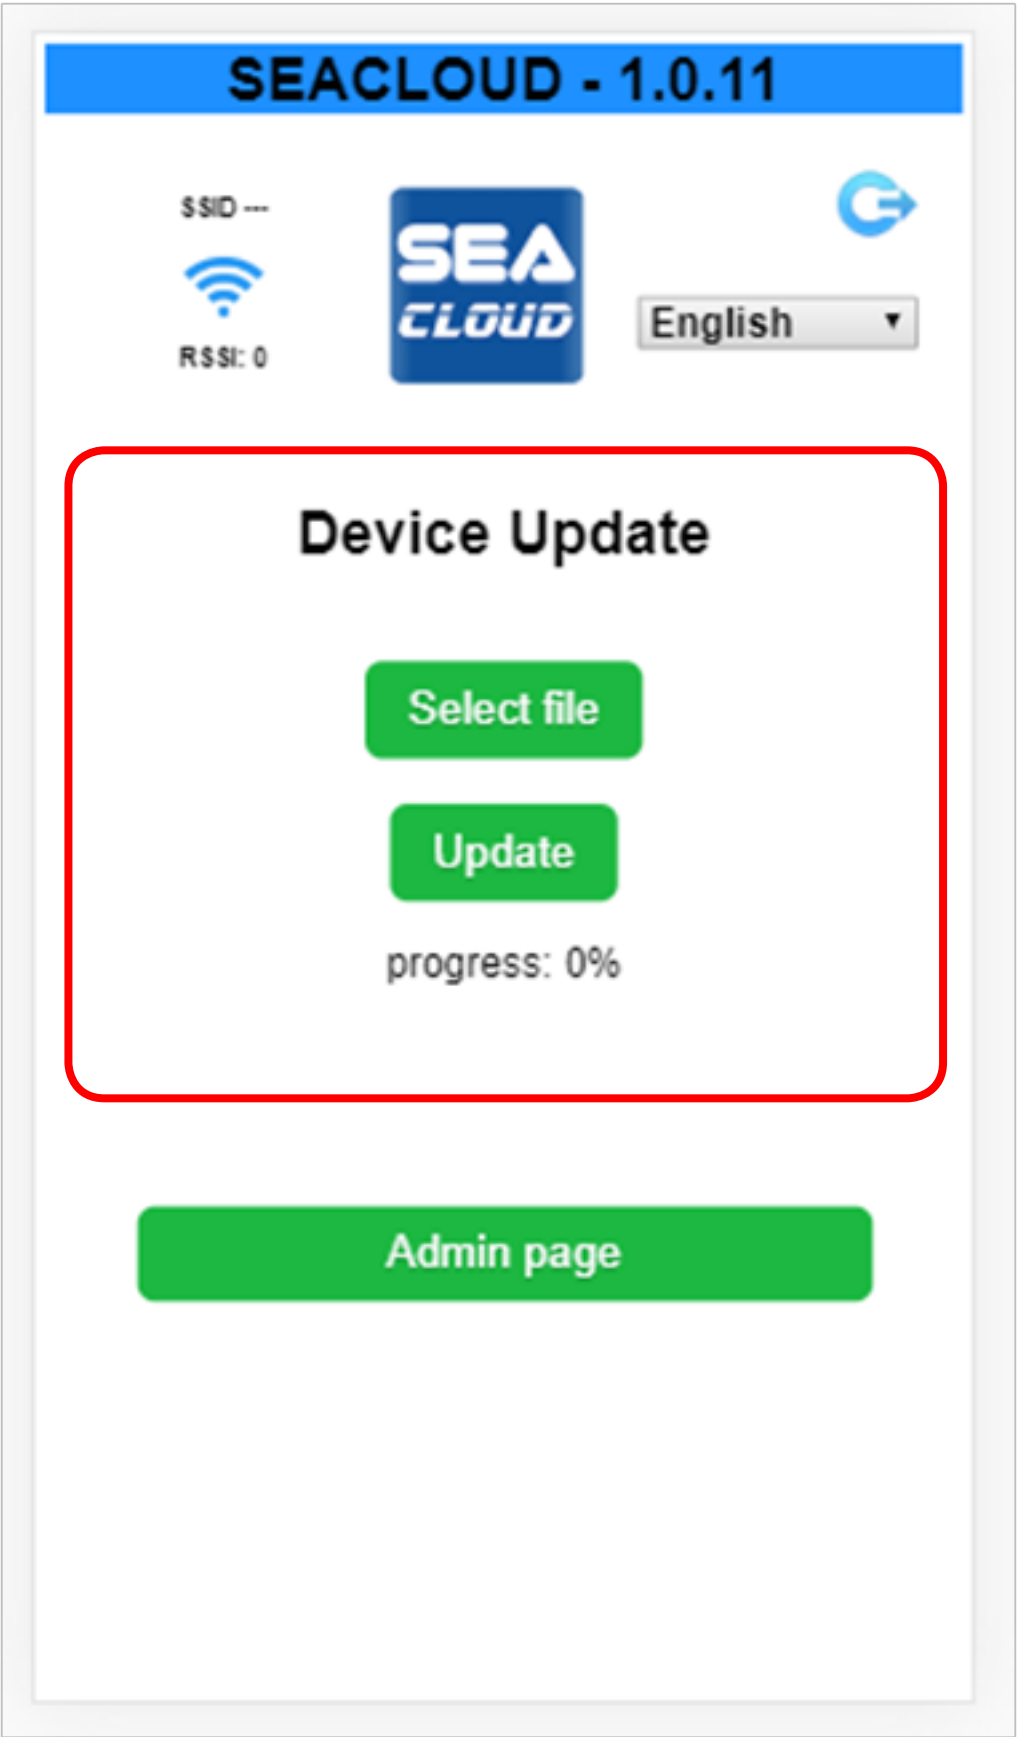 SEACLOUD - 1.0.11
SSID ---
RSSI: 0
SEA
CLOUD
English
Device Update
Select file
Update
progress: 0%
Admin page